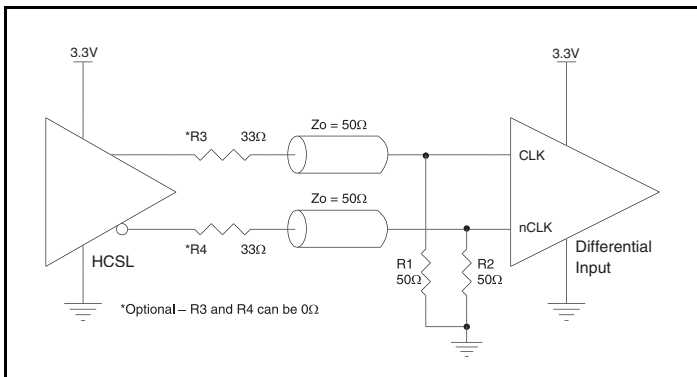 3.3V
3.3V
*R3 33Ω
Zo = 50Ω
CLK
Zo = 50Ω
nCLK
*R4 33Ω
HCSL
R1
50Ω
R2
50Ω
Differential
Input
*Optional – R3 and R4 can be 0Ω